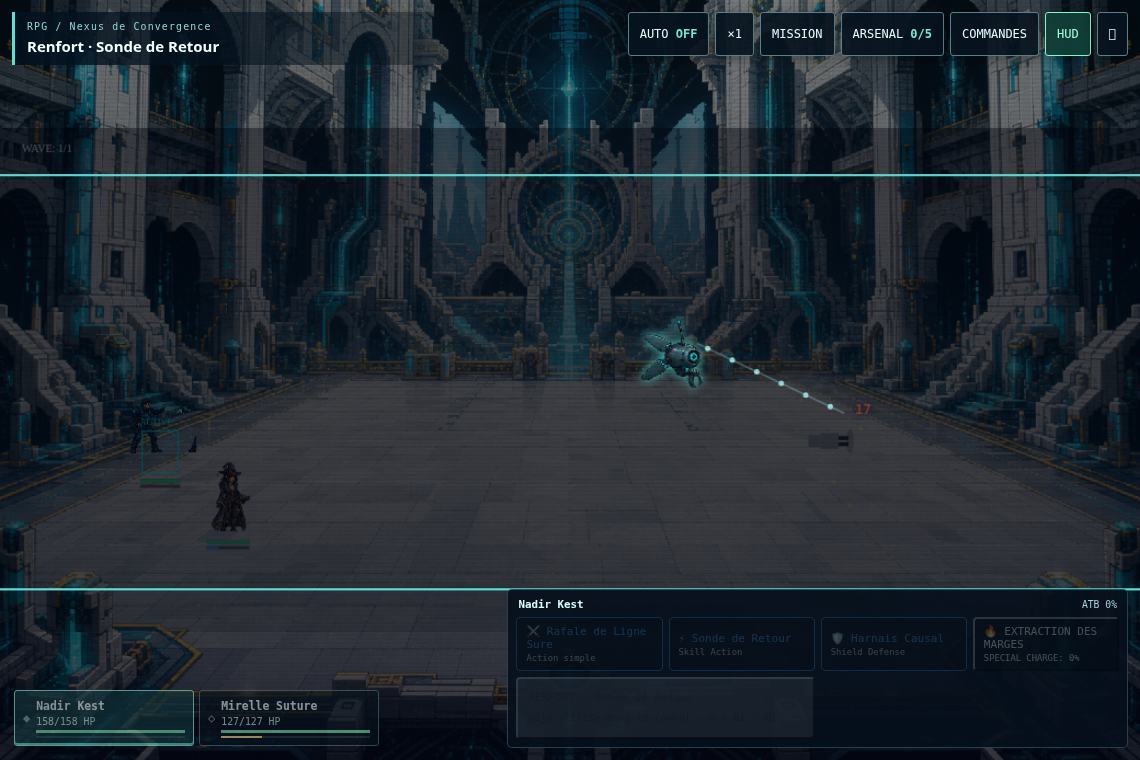 RPG / Nexus de Convergence
Renfort · Sonde de Retour
AUTO OFF
×1
MISSION
ARSENAL 0/5
COMMANDES
HUD
WAVE: 1/1
17
Nadir Kest
ATB 0%
⚔ Rafale de Ligne Sure
Action simple
⚡ Sonde de Retour
Skill Action
🛡 Harnais Causal
Shield Defense
🔥 EXTRACTION DES MARGES
SPECIAL CHARGE: 0%
Nadir Kest
158/158 HP
Mirelle Suture
127/127 HP